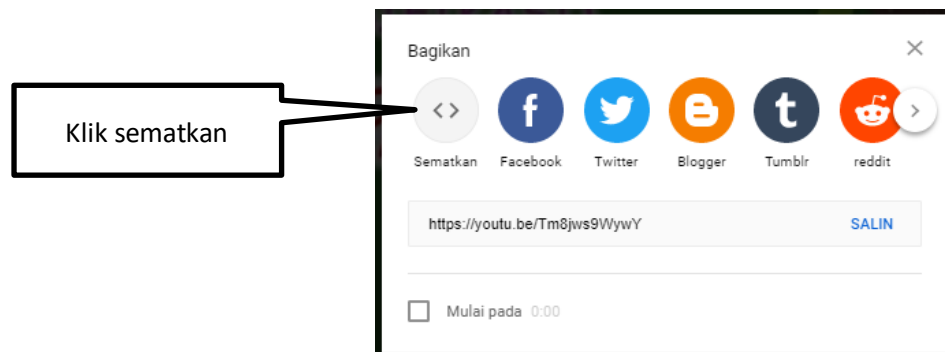 Bagikan
Klik sematkan
Sematkan Facebook Twitter Blogger Tumblr reddit
https://youtu.be/Tm8jws9WywY SALIN
Mulai pada 0:00